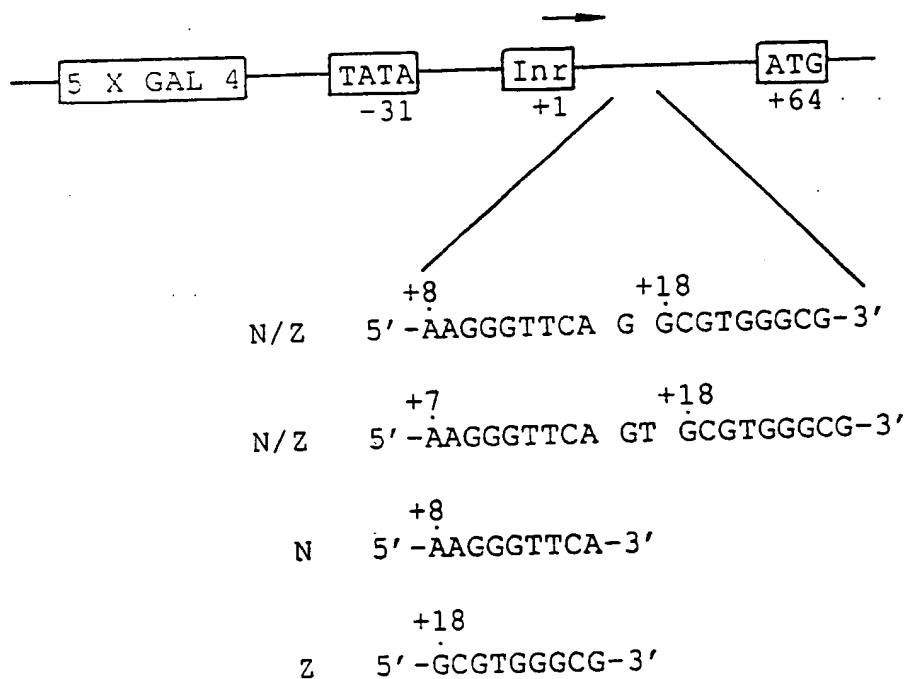 5 X GAL 4 TATA Inr ATG
-31 +1 +64
+8 +18
N/Z 5'-AAGGGTTCA G GCGTGGGCG-3'
+7 +18
N/Z 5'-AAGGGTTCA GT GCGTGGGCG-3'
+8
N 5'-AAGGGTTCA-3'
+18
Z 5'-GCGTGGGCG-3'